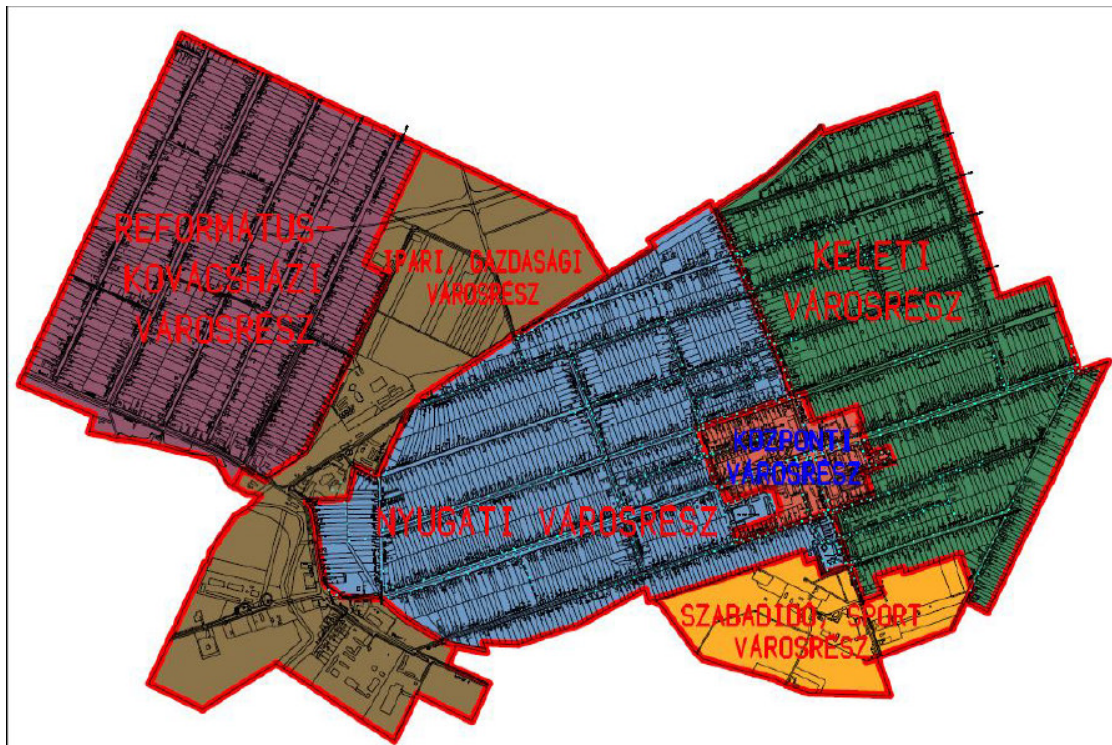 REFORMÁTUS-
KOVÁCSHÁZI
VÁROSRÉSZ
IPARI, GAZDASÁGI
VÁROSRÉSZ
KELETI
VÁROSRÉSZ
KÖZPONTI
VÁROSRÉSZ
NYUGATI VÁROSRÉSZ
SZABADIDŐ, SPORT
VÁROSRÉSZ